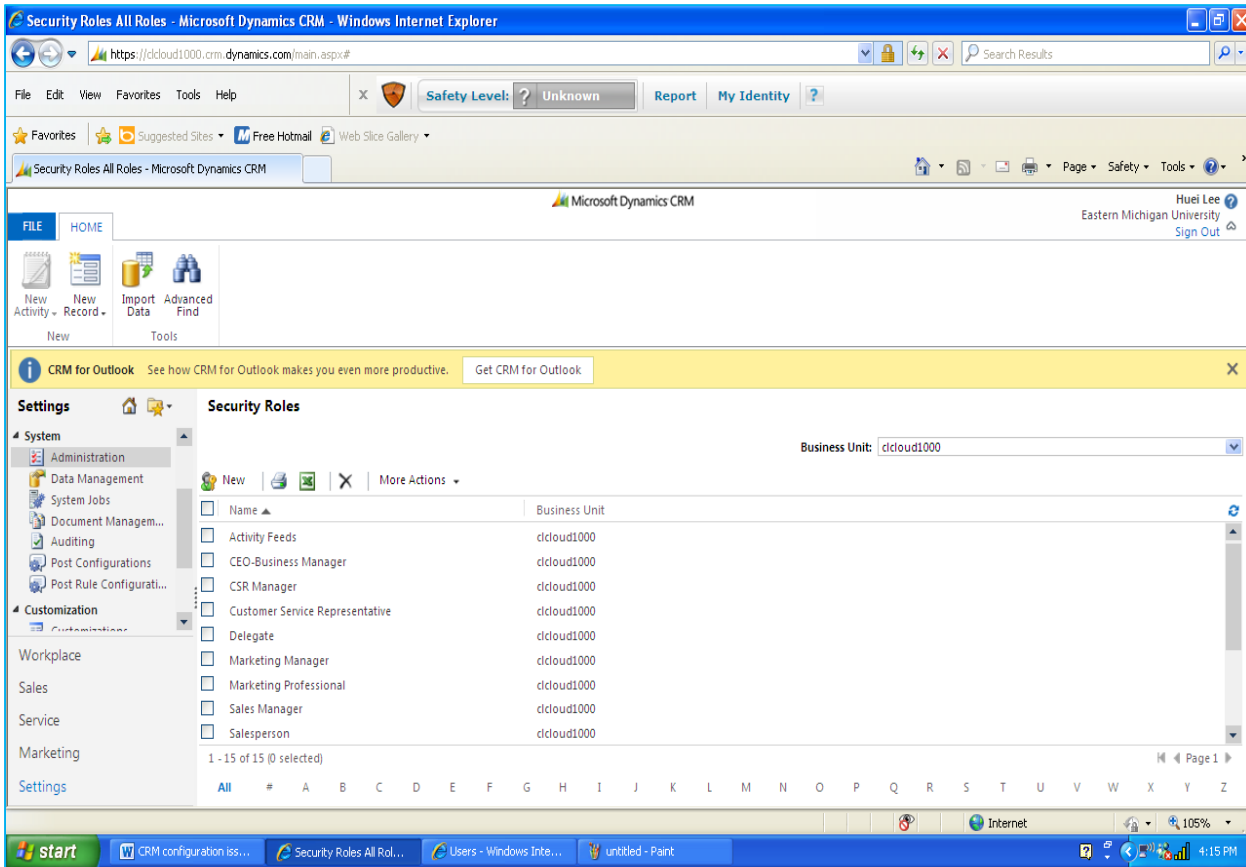 Security Roles All Roles - Microsoft Dynamics CRM - Windows Internet Explorer
https://clcloud1000.crm.dynamics.com/main.aspx#
Search Results
File Edit View Favorites Tools Help
x Safety Level: ? Unknown Report My Identity ?
Favorites Suggested Sites Free Hotmail Web Slice Gallery
Security Roles All Roles - Microsoft Dynamics CRM
Page Safety Tools
Microsoft Dynamics CRM
Huei Lee
Eastern Michigan University
Sign Out
FILE HOME
New Activity
New Record
Import Data
Advanced Find
New Tools
CRM for Outlook See how CRM for Outlook makes you even more productive. Get CRM for Outlook
Settings
System
Administration
Data Management
System Jobs
Document Managem...
Auditing
Post Configurations
Post Rule Configurati...
Customization
Customizations
Workplace
Sales
Service
Marketing
Settings
Security Roles
Business Unit: clcloud1000
New More Actions
Name Business Unit
Activity Feeds clcloud1000
CEO-Business Manager clcloud1000
CSR Manager clcloud1000
Customer Service Representative clcloud1000
Delegate clcloud1000
Marketing Manager clcloud1000
Marketing Professional clcloud1000
Sales Manager clcloud1000
Salesperson clcloud1000
1 - 15 of 15 (0 selected) Page 1
All # A B C D E F G H I J K L M N O P Q R S T U V W X Y Z
Internet 105%
start CRM configuration iss... Security Roles All Rol... Users - Windows Inte... untitled - Paint 4:15 PM